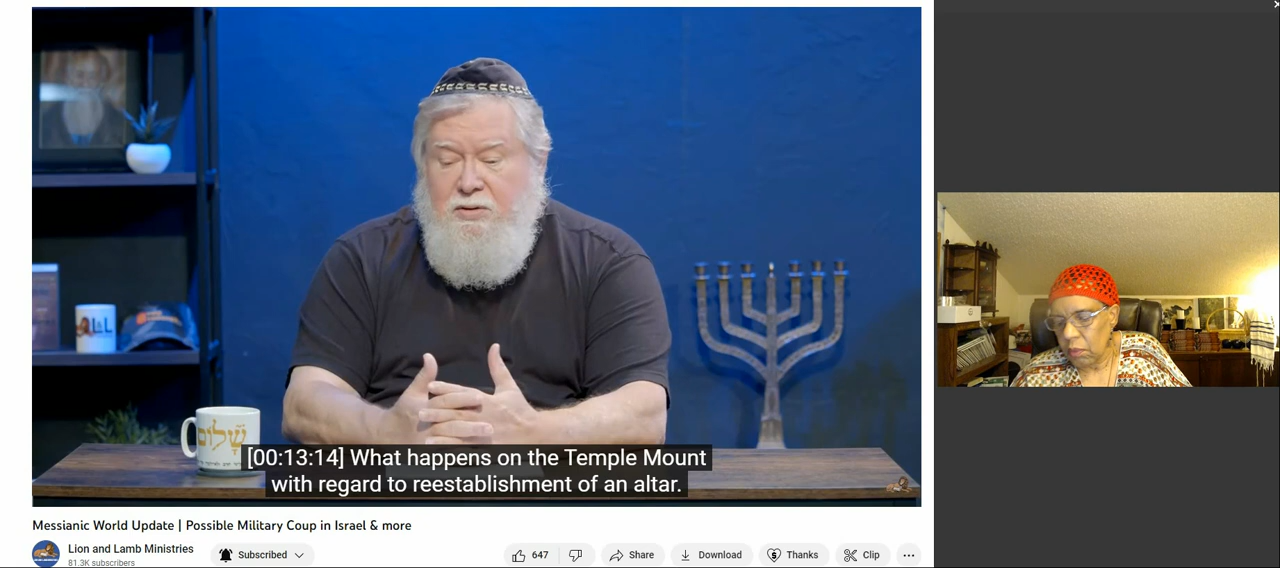 LL
שלום
[00:13:14] What happens on the Temple Mount
with regard to reestablishment of an altar.
Messianic World Update | Possible Military Coup in Israel & more
Lion and Lamb Ministries
81.3K subscribers
Subscribed
647
Share
Download
Thanks
Clip